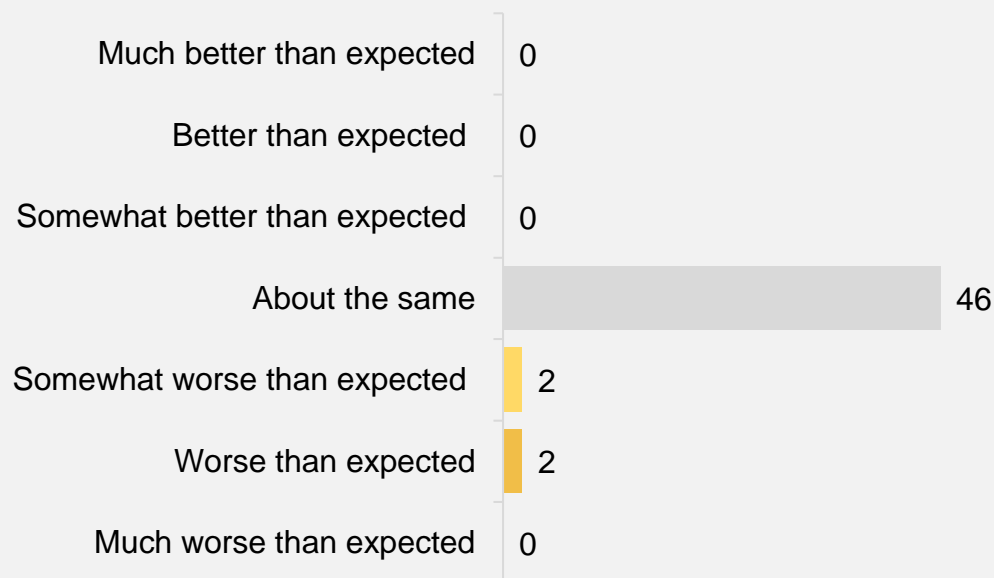 Much better than expected 0
Better than expected 0
Somewhat better than expected 0
About the same 46
Somewhat worse than expected 2
Worse than expected 2
Much worse than expected 0